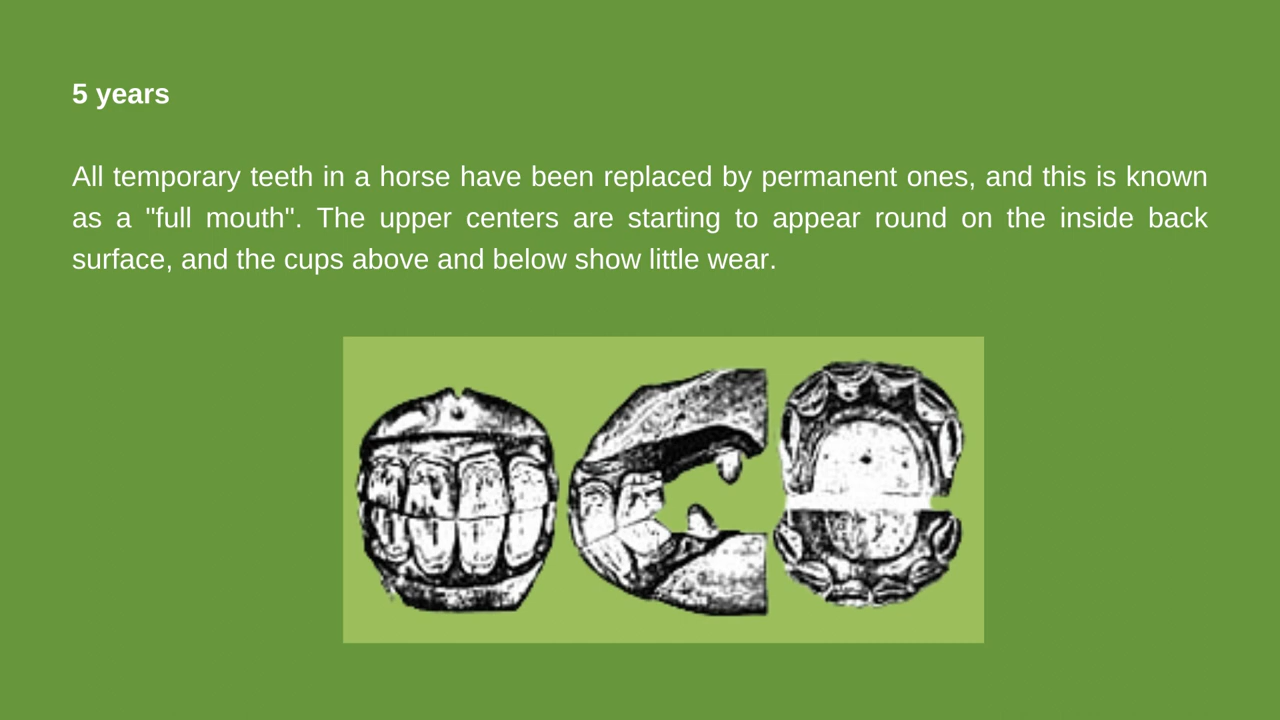 5 years
All temporary teeth in a horse have been replaced by permanent ones, and this is known
as a "full mouth". The upper centers are starting to appear round on the inside back
surface, and the cups above and below show little wear.